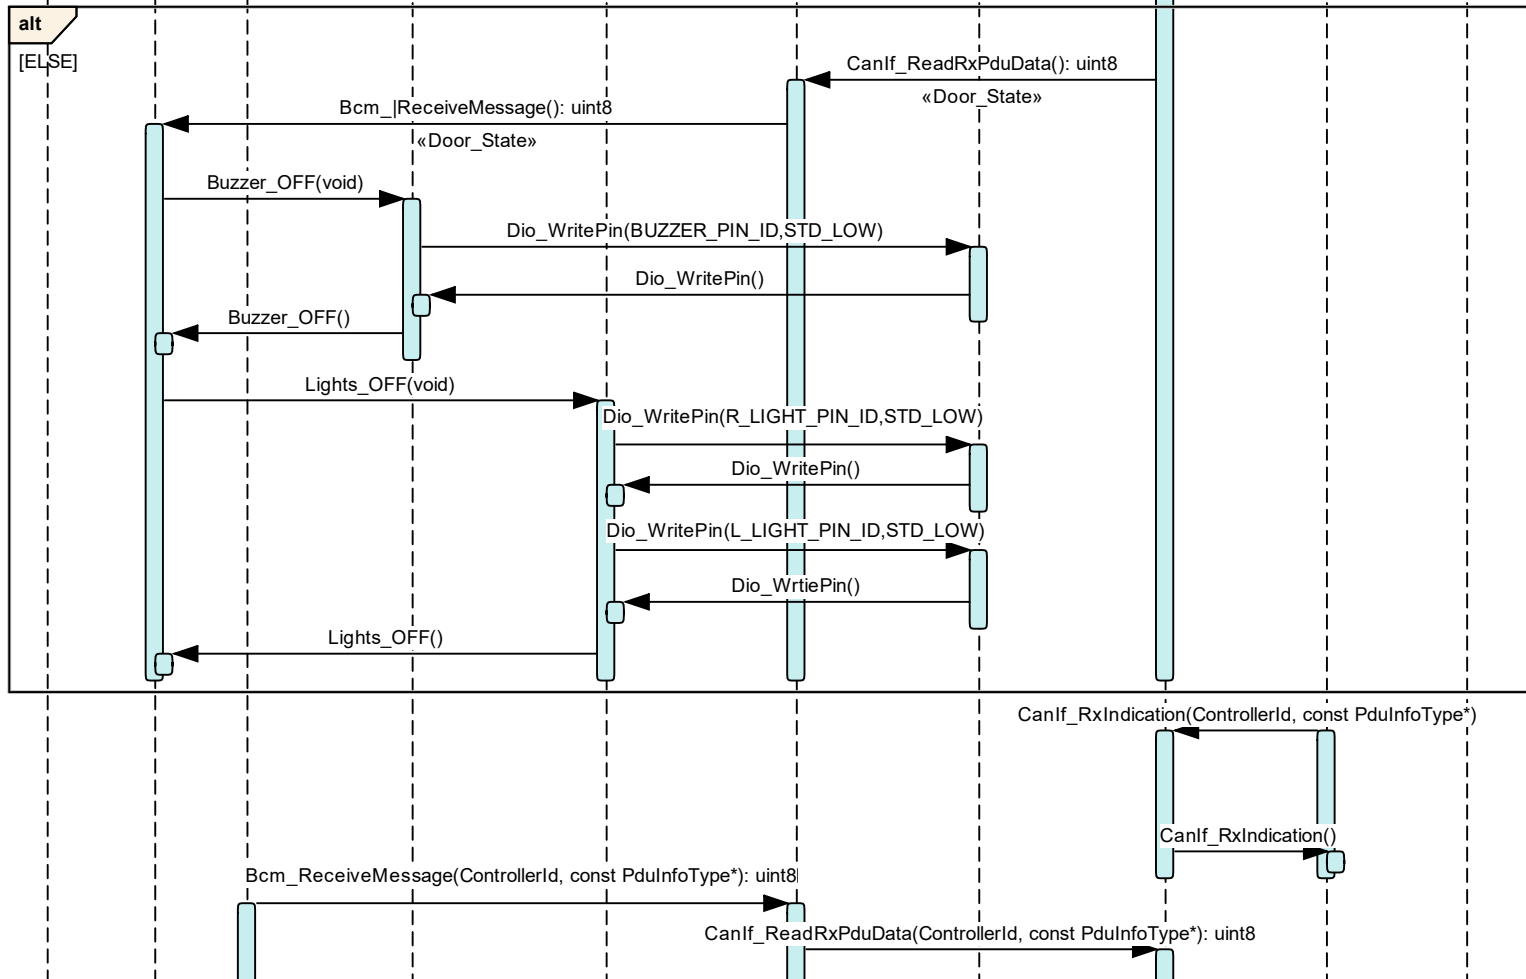 alt
[ELSE]
CanIf_ReadRxPduData(): uint8
«Door_State»
Bcm_|ReceiveMessage(): uint8
«Door_State»
Buzzer_OFF(void)
Dio_WritePin(BUZZER_PIN_ID,STD_LOW)
Dio_WritePin()
Buzzer_OFF()
Lights_OFF(void)
Dio_WritePin(R_LIGHT_PIN_ID,STD_LOW)
Dio_WritePin()
Dio_WritePin(L_LIGHT_PIN_ID,STD_LOW)
Dio_WrtiePin()
Lights_OFF()
CanIf_RxIndication(ControllerId, const PduInfoType*)
CanIf_RxIndication()
Bcm_ReceiveMessage(ControllerId, const PduInfoType*): uint8
CanIf_ReadRxPduData(ControllerId, const PduInfoType*): uint8